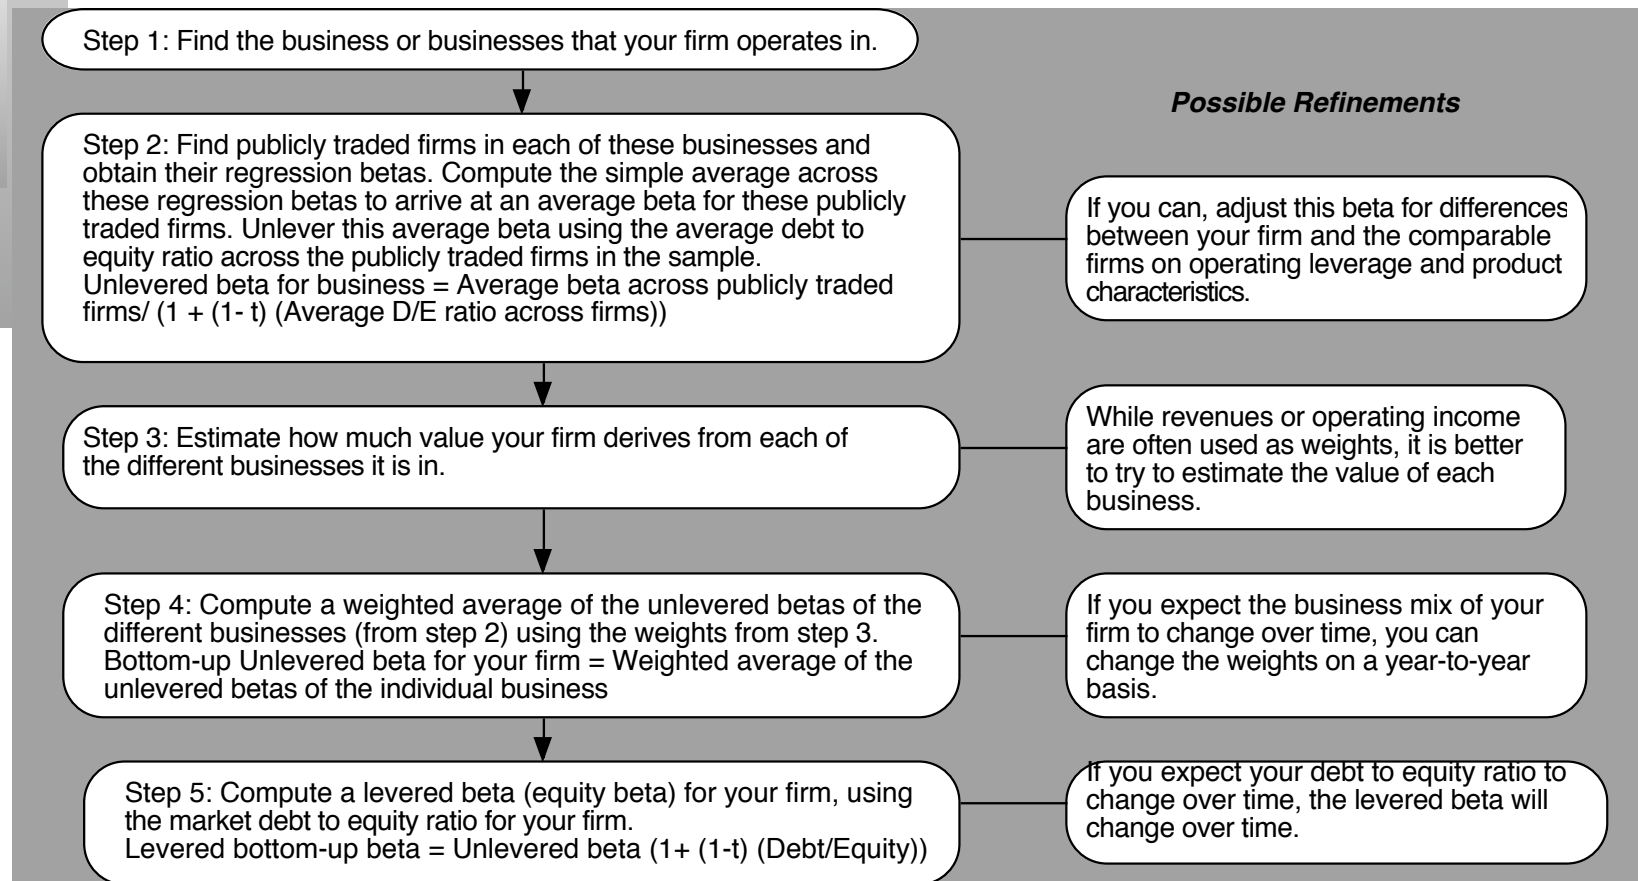 Step 1: Find the business or businesses that your firm operates in.
Possible Refinements
Step 2: Find publicly traded firms in each of these businesses and
obtain their regression betas. Compute the simple average across
these regression betas to arrive at an average beta for these publicly
traded firms. Unlever this average beta using the average debt to
equity ratio across the publicly traded firms in the sample.
Unlevered beta for business = Average beta across publicly traded
firms/ (1 + (1- t) (Average D/E ratio across firms))
If you can, adjust this beta for differences
between your firm and the comparable
firms on operating leverage and product
characteristics.
Step 3: Estimate how much value your firm derives from each of
the different businesses it is in.
While revenues or operating income
are often used as weights, it is better
to try to estimate the value of each
business.
Step 4: Compute a weighted average of the unlevered betas of the
different businesses (from step 2) using the weights from step 3.
Bottom-up Unlevered beta for your firm = Weighted average of the
unlevered betas of the individual business
If you expect the business mix of your
firm to change over time, you can
change the weights on a year-to-year
basis.
Step 5: Compute a levered beta (equity beta) for your firm, using
the market debt to equity ratio for your firm.
Levered bottom-up beta = Unlevered beta (1+ (1-t) (Debt/Equity))
If you expect your debt to equity ratio to
change over time, the levered beta will
change over time.